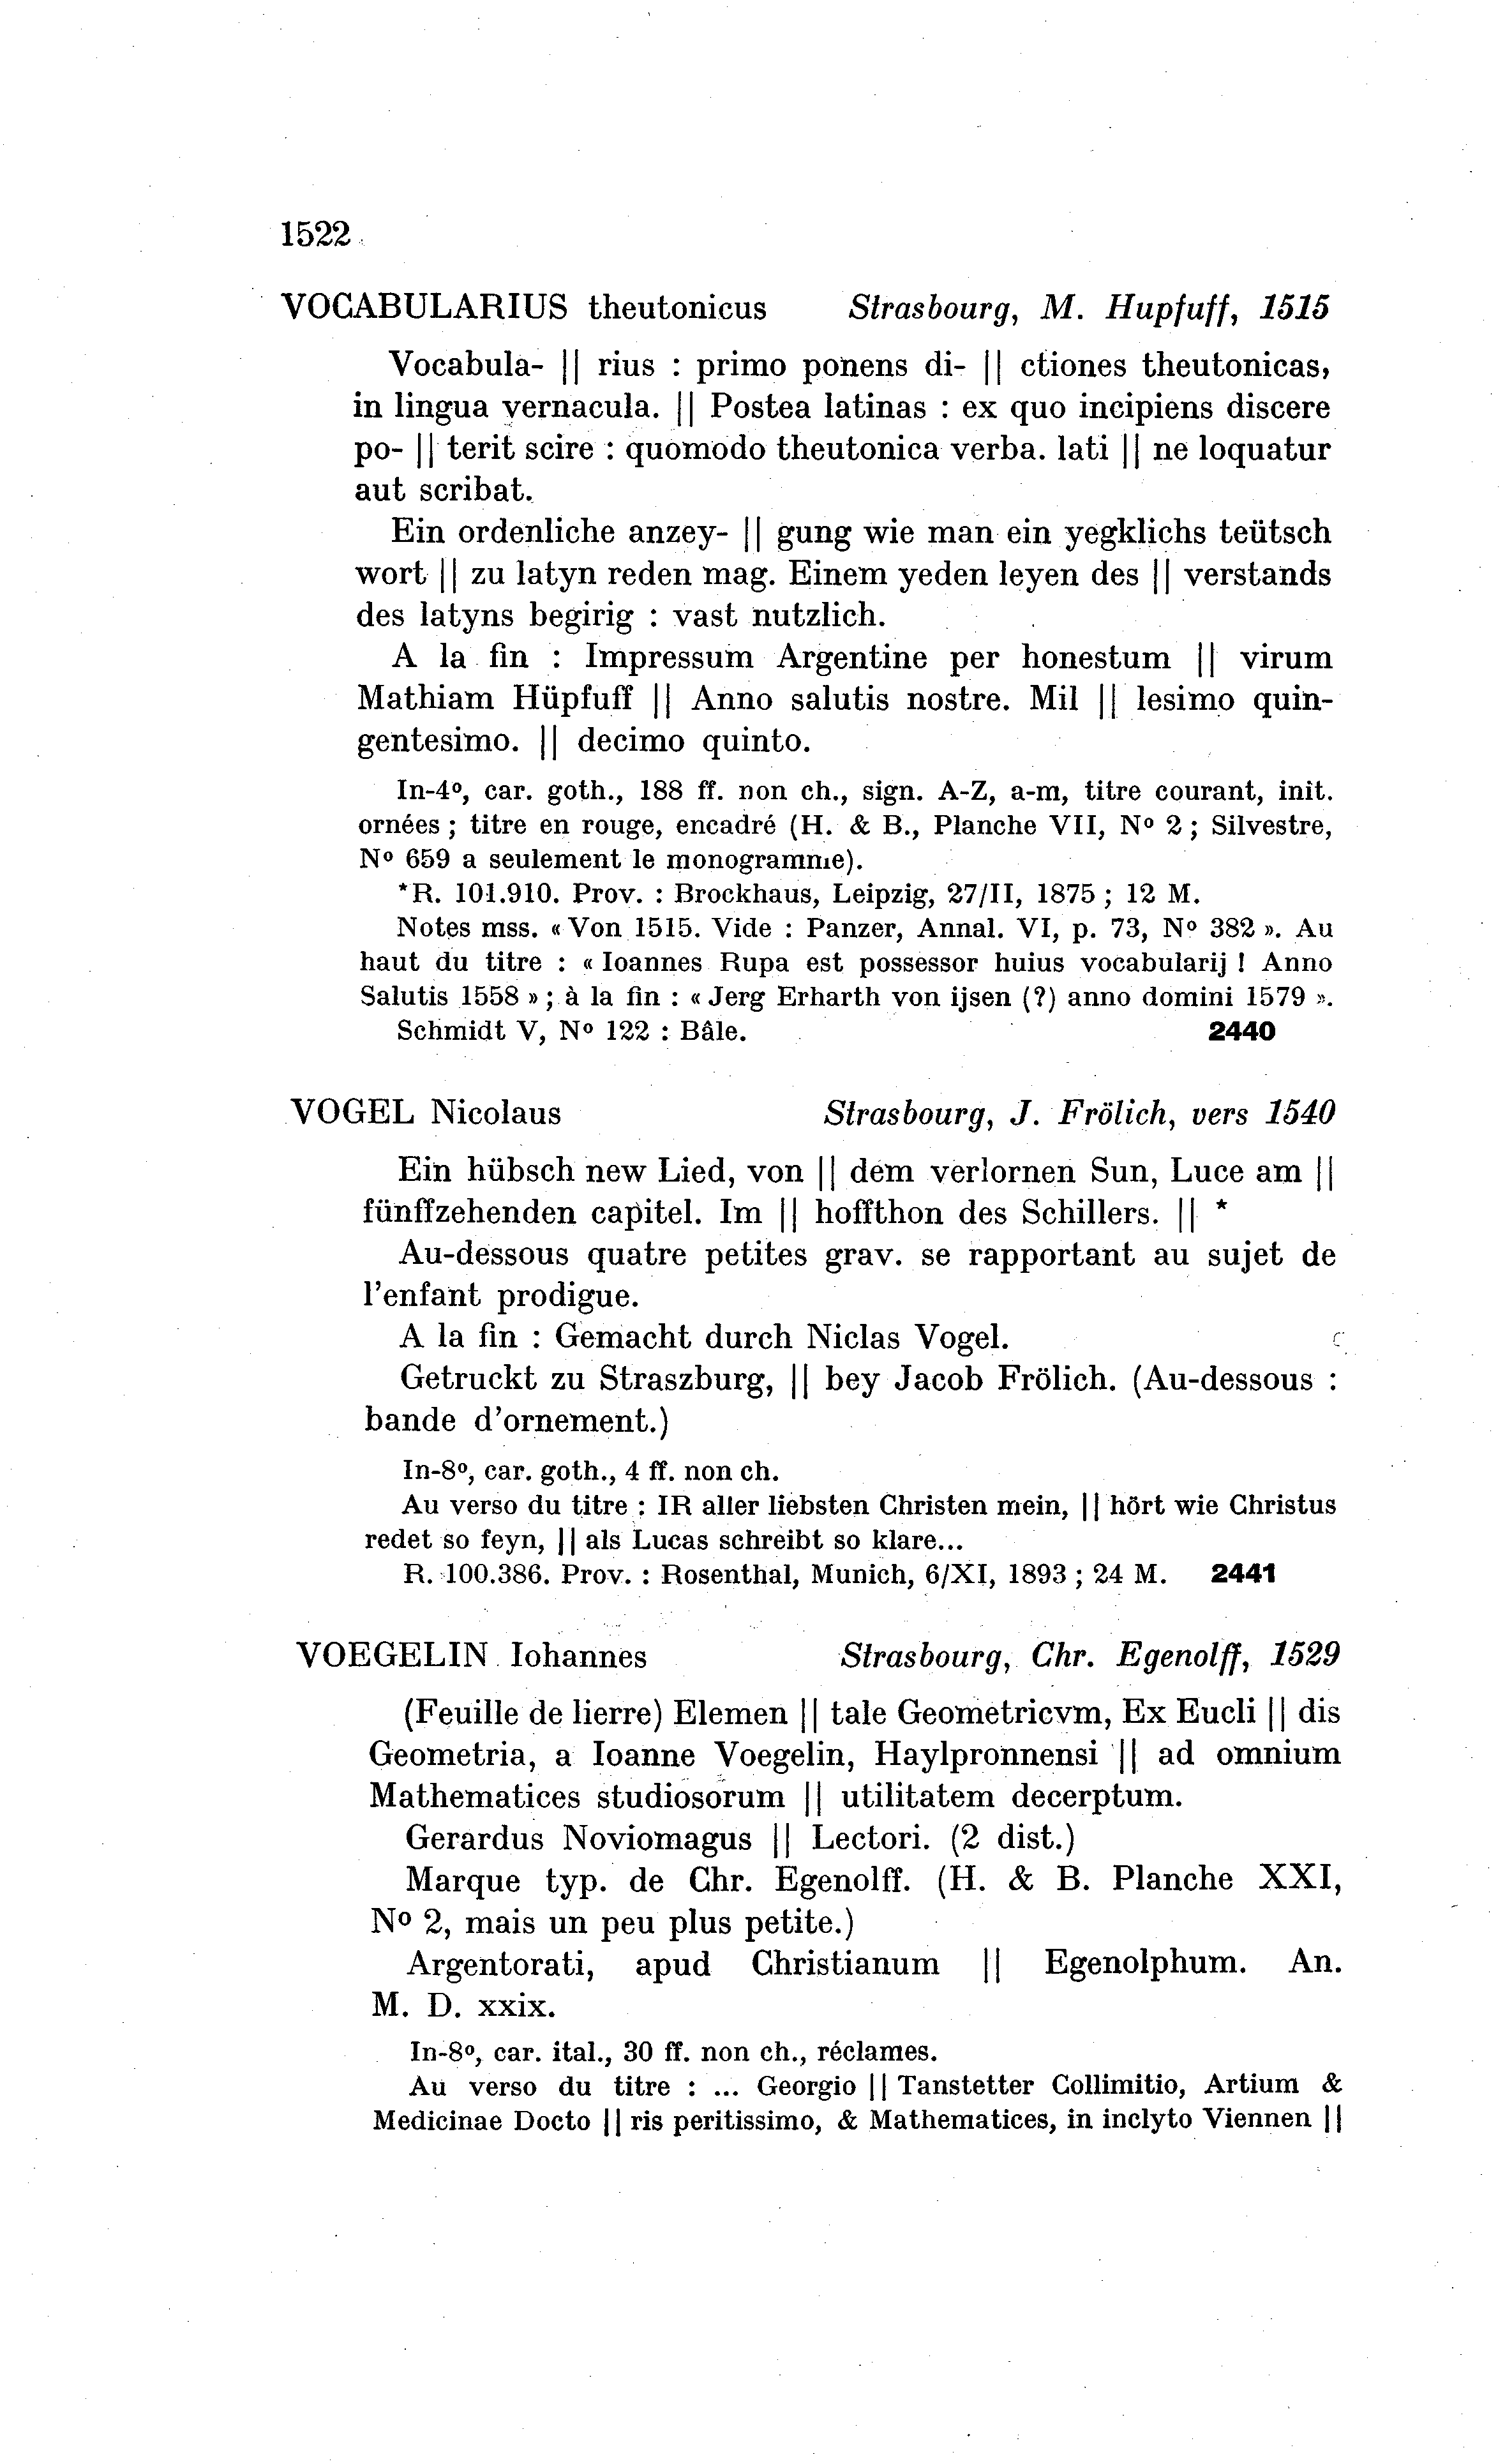 1522
VOCABULARIUS theutonicus Strasbourg, M. Hupfuff, 1515
Vocabula- || rius : primo ponens di- || ctiones theutonicas,
in lingua vernacula. || Postea latinas : ex quo incipiens discere
po- || terit scire : quomodo theutonica verba. lati || ne loquatur
aut scribat.
Ein ordenliche anzey- || gung wie man ein yegklichs teütsch
wort || zu latyn reden mag. Einem yeden leyen des || verstands
des latyns begirig : vast nutzlich.
A la fin : Impressum Argentine per honestum || virum
Mathiam Hüpfuff || Anno salutis nostre. Mil || lesimo quin-
gentesimo. || decimo quinto.
In-4º, car. goth., 188 ff. non ch., sign. A-Z, a-m, titre courant, init.
ornées ; titre en rouge, encadré (H. & B., Planche VII, Nº 2 ; Silvestre,
Nº 659 a seulement le monogramme).
*R. 101.910. Prov. : Brockhaus, Leipzig, 27/II, 1875 ; 12 M.
Notes mss. « Von 1515. Vide : Panzer, Annal. VI, p. 73, Nº 382 ». Au
haut du titre : « Ioannes Rupa est possessor huius vocabularij ! Anno
Salutis 1558 » ; à la fin : « Jerg Erharth von ijsen (?) anno domini 1579 ».
Schmidt V, Nº 122 : Bâle. 2440
VOGEL Nicolaus Strasbourg, J. Frölich, vers 1540
Ein hübsch new Lied, von || dem verlornen Sun, Luce am ||
fünffzehenden capitel. Im || hoffthon des Schillers. || *
Au-dessous quatre petites grav. se rapportant au sujet de
l'enfant prodigue.
A la fin : Gemacht durch Niclas Vogel.
Getruckt zu Straszburg, || bey Jacob Frölich. (Au-dessous :
bande d'ornement.)
In-8º, car. goth., 4 ff. non ch.
Au verso du titre : IR aller liebsten Christen mein, || hört wie Christus
redet so feyn, || als Lucas schreibt so klare...
R. 100.386. Prov. : Rosenthal, Munich, 6/XI, 1893 ; 24 M. 2441
VOEGELIN Iohannes Strasbourg, Chr. Egenolff, 1529
(Feuille de lierre) Elemen || tale Geometricvm, Ex Eucli || dis
Geometria, a Ioanne Voegelin, Haylpronnensi || ad omnium
Mathematices studiosorum || utilitatem decerptum.
Gerardus Noviomagus || Lectori. (2 dist.)
Marque typ. de Chr. Egenolff. (H. & B. Planche XXI,
Nº 2, mais un peu plus petite.)
Argentorati, apud Christianum || Egenolphum. An.
M. D. xxix.
In-8º, car. ital., 30 ff. non ch., réclames.
Au verso du titre : ... Georgio || Tanstetter Collimitio, Artium &
Medicinae Docto || ris peritissimo, & Mathematices, in inclyto Viennen ||